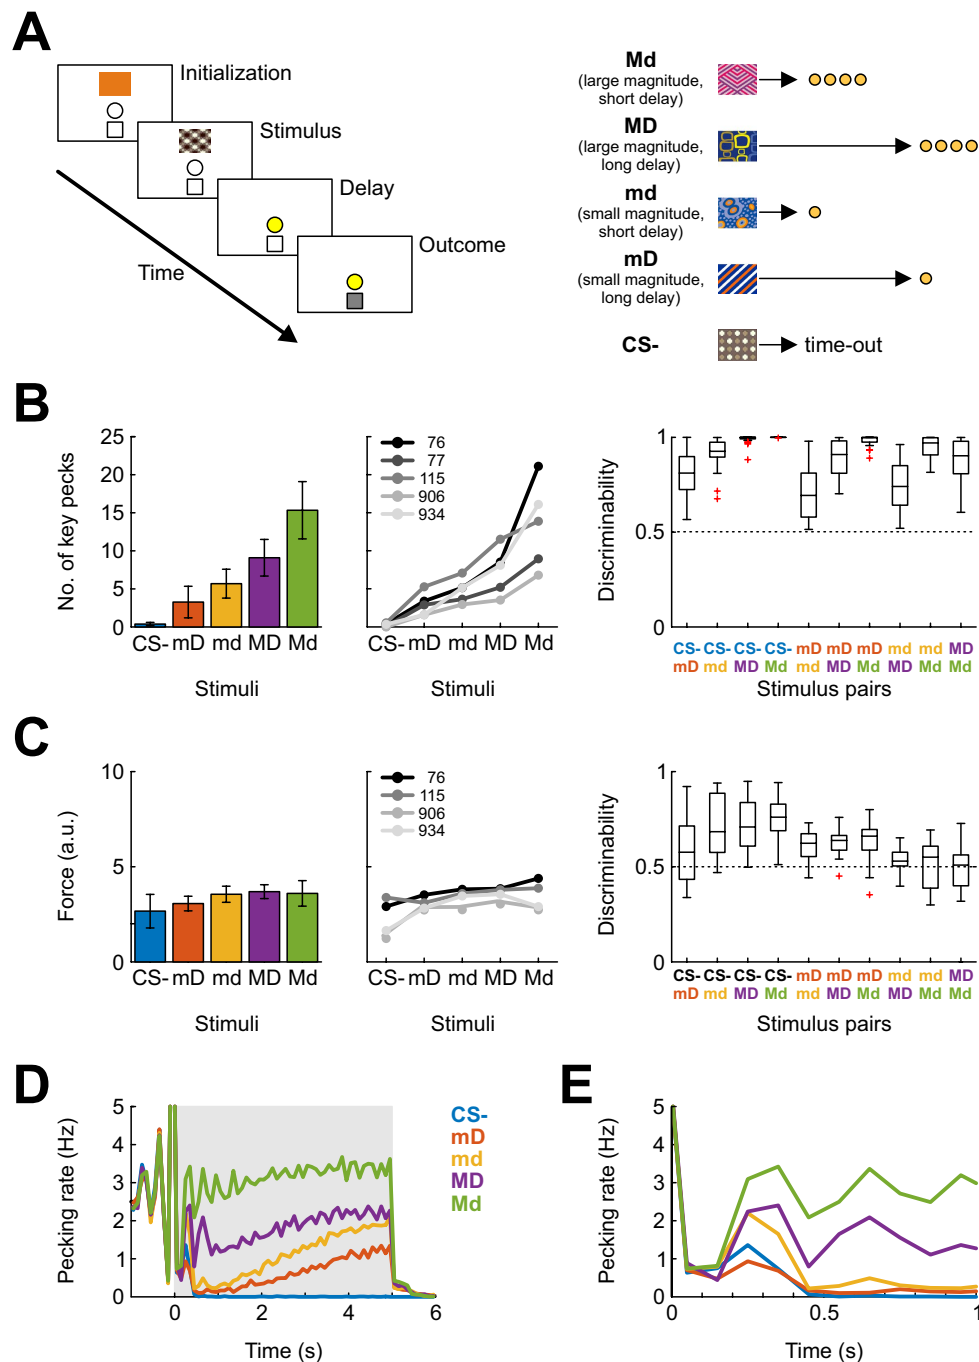 A
Initialization
Stimulus
Delay
Outcome
Time
Md
(large magnitude,
short delay)
MD
(large magnitude,
long delay)
md
(small magnitude,
short delay)
mD
(small magnitude,
long delay)
CS-
time-out
B
No. of key pecks
25
20
15
10
5
0
CS- mD md MD Md
Stimuli
76
77
115
906
934
CS- mD md MD Md
Stimuli
Discriminability
1
0.5
0
CS- CS- CS- CS- mD mD mD md md MD
mD md MD Md md MD Md MD Md Md
Stimulus pairs
C
Force (a.u.)
10
5
0
CS- mD md MD Md
Stimuli
76
115
906
934
CS- mD md MD Md
Stimuli
Discriminability
1
0.5
0
CS- CS- CS- CS- mD mD mD md md MD
mD md MD Md md MD Md MD Md Md
Stimulus pairs
D
Pecking rate (Hz)
5
4
3
2
1
0
0 2 4 6
Time (s)
CS-
mD
md
MD
Md
E
Pecking rate (Hz)
5
4
3
2
1
0
0 0.5 1
Time (s)